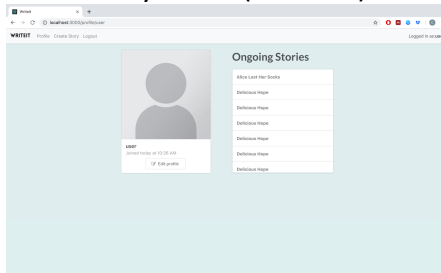 Writeit
localhost:3000/profile/user
WRITEIT Profile Create Story Logout
Logged in as
Ongoing Stories
Alice Lost Her Socks
Delicious Hope
Delicious Hope
Delicious Hope
Delicious Hope
Delicious Hope
Delicious Hope
user
Joined today at 10:26 AM
Edit profile